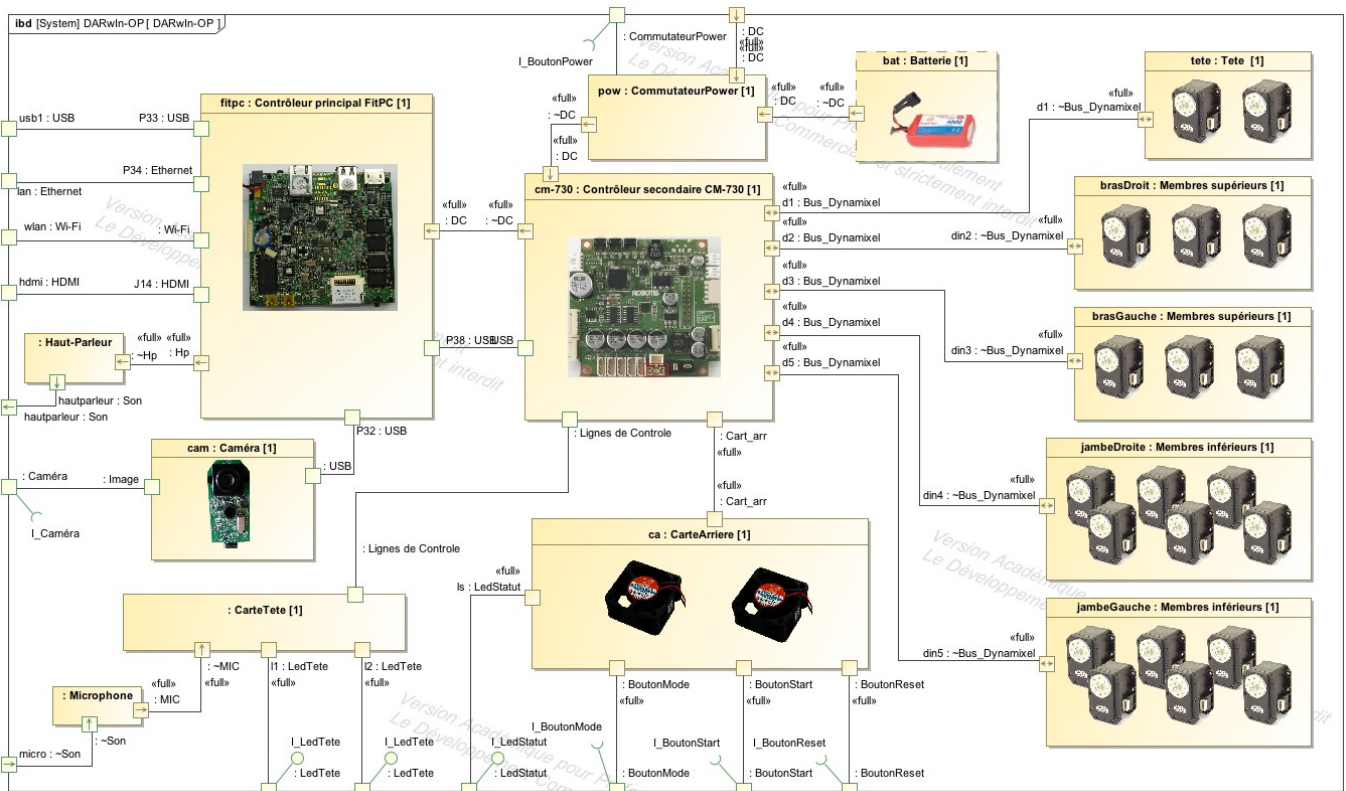 ibd [System] DARwIn-OP [ DARwIn-OP ]
: CommutateurPower
I_BoutonPower
: DC
«full»
«full»
: DC
pow : CommutateurPower [1]
«full»
: ~DC
«full»
: DC
«full»
: DC
«full»
: ~DC
bat : Batterie [1]
tete : Tete [1]
«full»
d1 : ~Bus_Dynamixel
fitpc : Contrôleur principal FitPC [1]
usb1 : USB
P33 : USB
P34 : Ethernet
lan : Ethernet
wlan : Wi-Fi
: Wi-Fi
hdmi : HDMI
J14 : HDMI
«full»
: DC
«full»
: ~DC
cm-730 : Contrôleur secondaire CM-730 [1]
«full»
d1 : Bus_Dynamixel
«full»
d2 : Bus_Dynamixel
«full»
d3 : Bus_Dynamixel
«full»
d4 : Bus_Dynamixel
«full»
d5 : Bus_Dynamixel
brasDroit : Membres supérieurs [1]
«full»
din2 : ~Bus_Dynamixel
brasGauche : Membres supérieurs [1]
«full»
din3 : ~Bus_Dynamixel
: Haut-Parleur
«full»
: ~Hp
«full»
: Hp
hautparleur : Son
hautparleur : Son
P38 : USB
: USB
P32 : USB
cam : Caméra [1]
: USB
: Caméra
: Image
I_Caméra
: Lignes de Controle
: Cart_arr
«full»
«full»
: Cart_arr
jambeDroite : Membres inférieurs [1]
«full»
din4 : ~Bus_Dynamixel
ca : CarteArriere [1]
: Lignes de Controle
«full»
ls : LedStatut
: CarteTete [1]
jambeGauche : Membres inférieurs [1]
«full»
din5 : ~Bus_Dynamixel
: ~MIC
«full»
l1 : LedTete
«full»
l2 : LedTete
«full»
: Microphone
«full»
: MIC
: ~Son
micro : ~Son
: BoutonMode
«full»
: BoutonStart
«full»
: BoutonReset
«full»
I_LedTete
: LedTete
I_LedTete
: LedTete
I_LedStatut
: LedStatut
I_BoutonMode
: BoutonMode
I_BoutonStart
: BoutonStart
I_BoutonReset
: BoutonReset